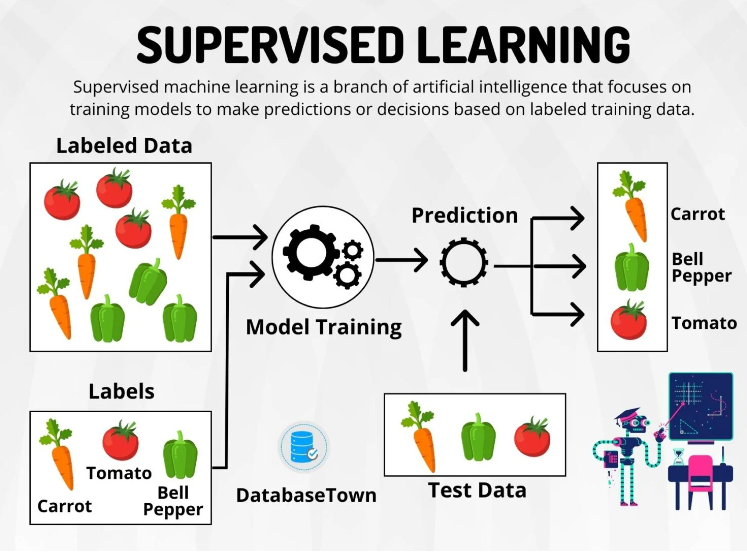 SUPERVISED LEARNING
Supervised machine learning is a branch of artificial intelligence that focuses on
training models to make predictions or decisions based on labeled training data.
Labeled Data
Prediction
Carrot
Bell
Pepper
Tomato
Model Training
Labels
Carrot
Tomato
Bell
Pepper
DatabaseTown
Test Data